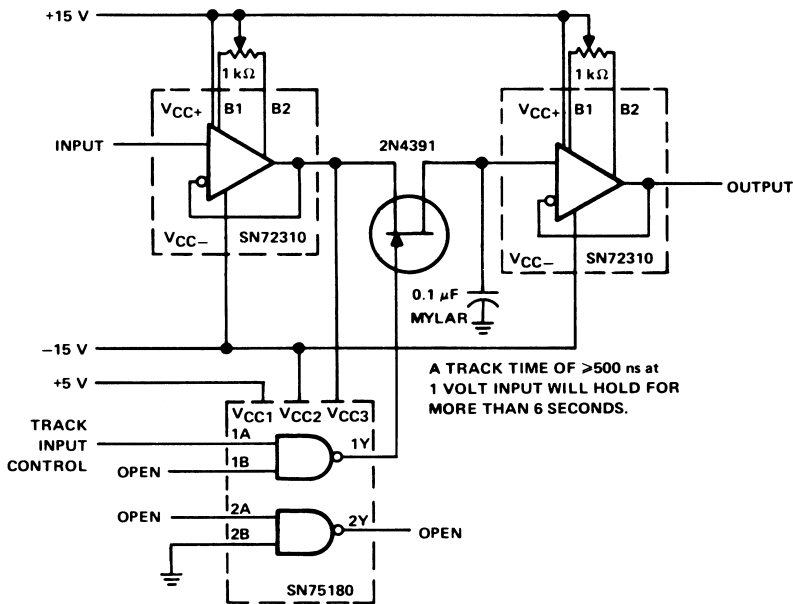 +15 V
1 kΩ
1 kΩ
VCC+
B1
B2
2N4391
VCC+
B1
B2
INPUT
OUTPUT
VCC−
SN72310
VCC−
SN72310
0.1 μF
MYLAR
−15 V
A TRACK TIME OF ⩾500 ns at
1 VOLT INPUT WILL HOLD FOR
MORE THAN 6 SECONDS.
+5 V
VCC1 VCC2 VCC3
TRACK
INPUT
CONTROL
1A
1Y
OPEN
1B
OPEN
2A
2Y
OPEN
2B
SN75180